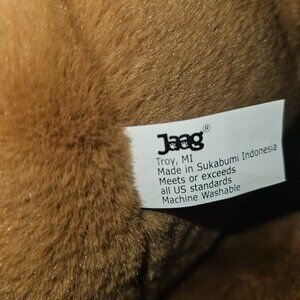 Jaag®
Troy, MI
Made in Sukabumi Indonesia
Meets or exceeds
all US standards
Machine Washable